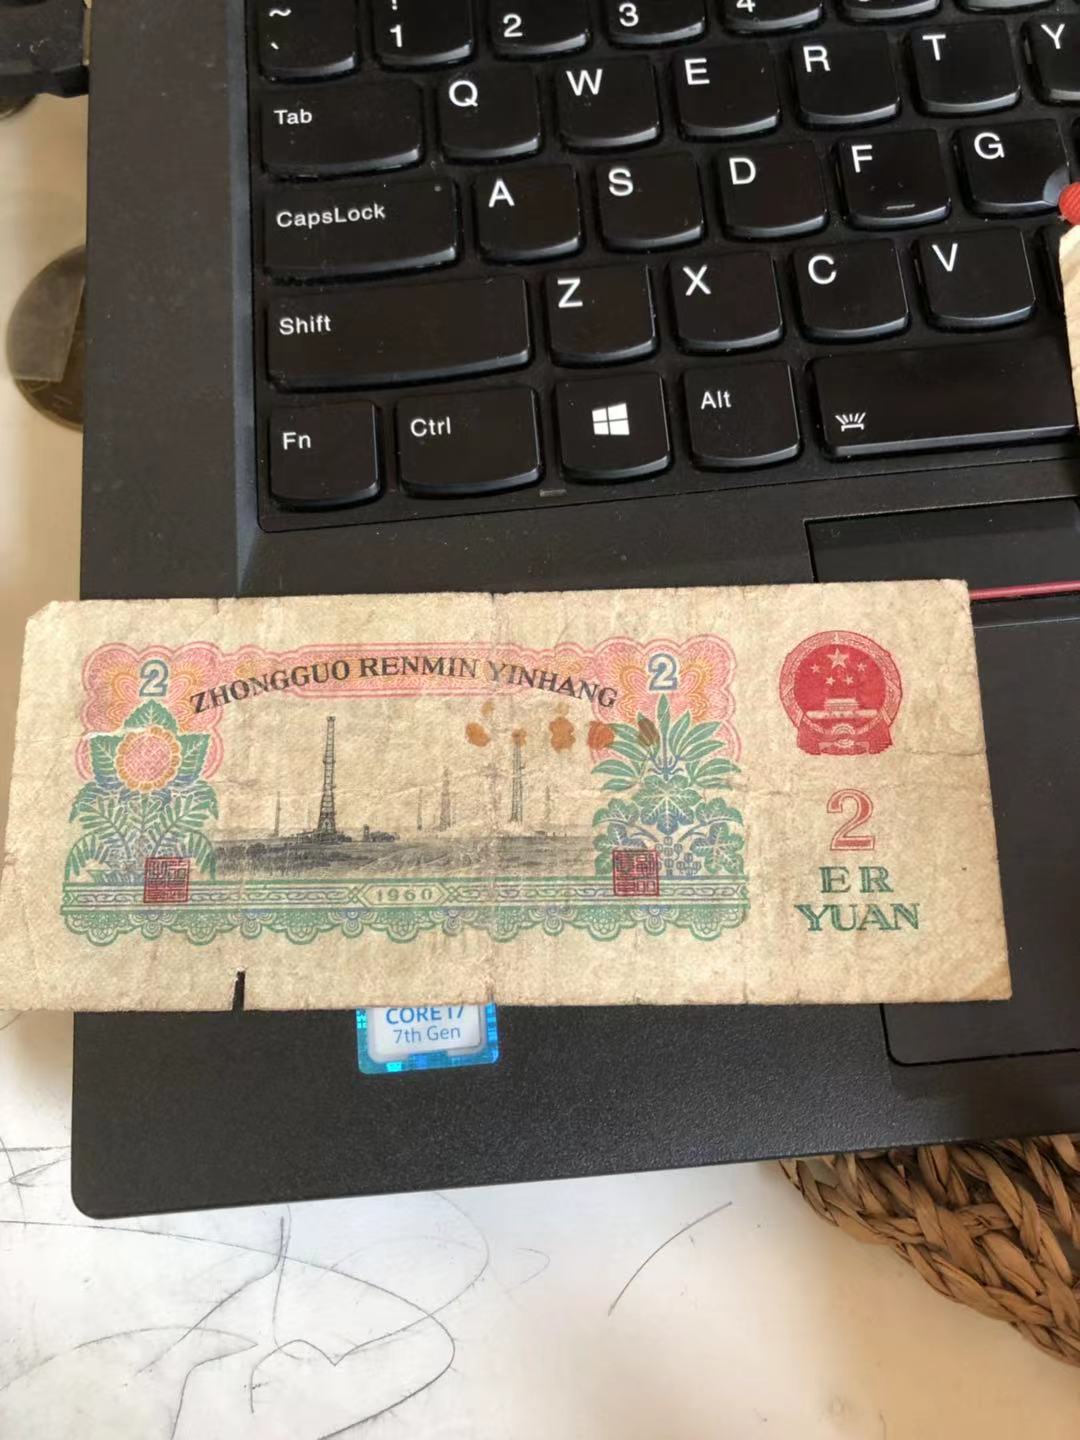 ~ ! 2 3 4
` 1
Tab Q W E R T Y
CapsLock A S D F G
Shift Z X C V
Fn Ctrl Alt
2 ZHONGGUO RENMIN YINHANG 2
1960
2
ER
YUAN
CORE i7
7th Gen